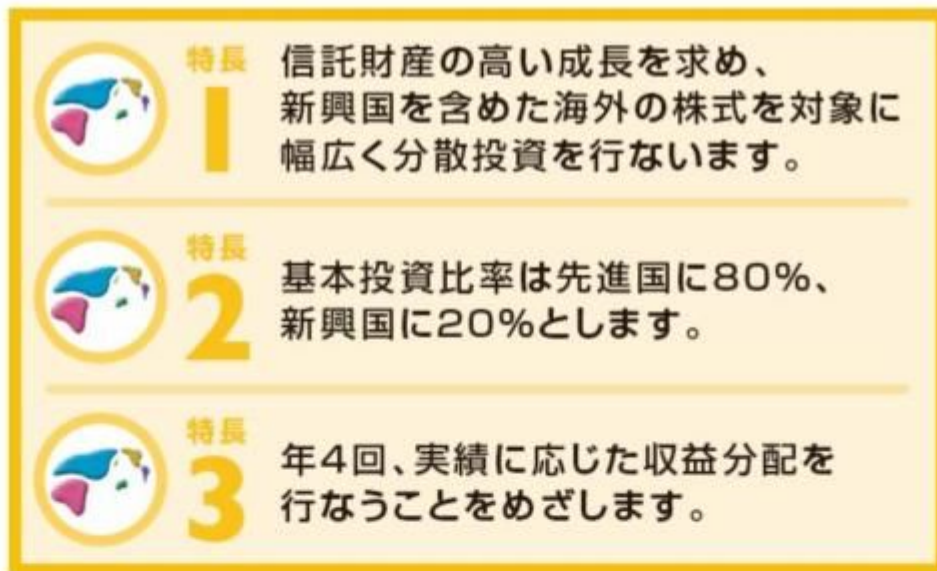 特長
1
信託財産の高い成長を求め、
新興国を含めた海外の株式を対象に
幅広く分散投資を行ないます。
特長
2
基本投資比率は先進国に80%、
新興国に20%とします。
特長
3
年4回、実績に応じた収益分配を
行なうことをめざします。